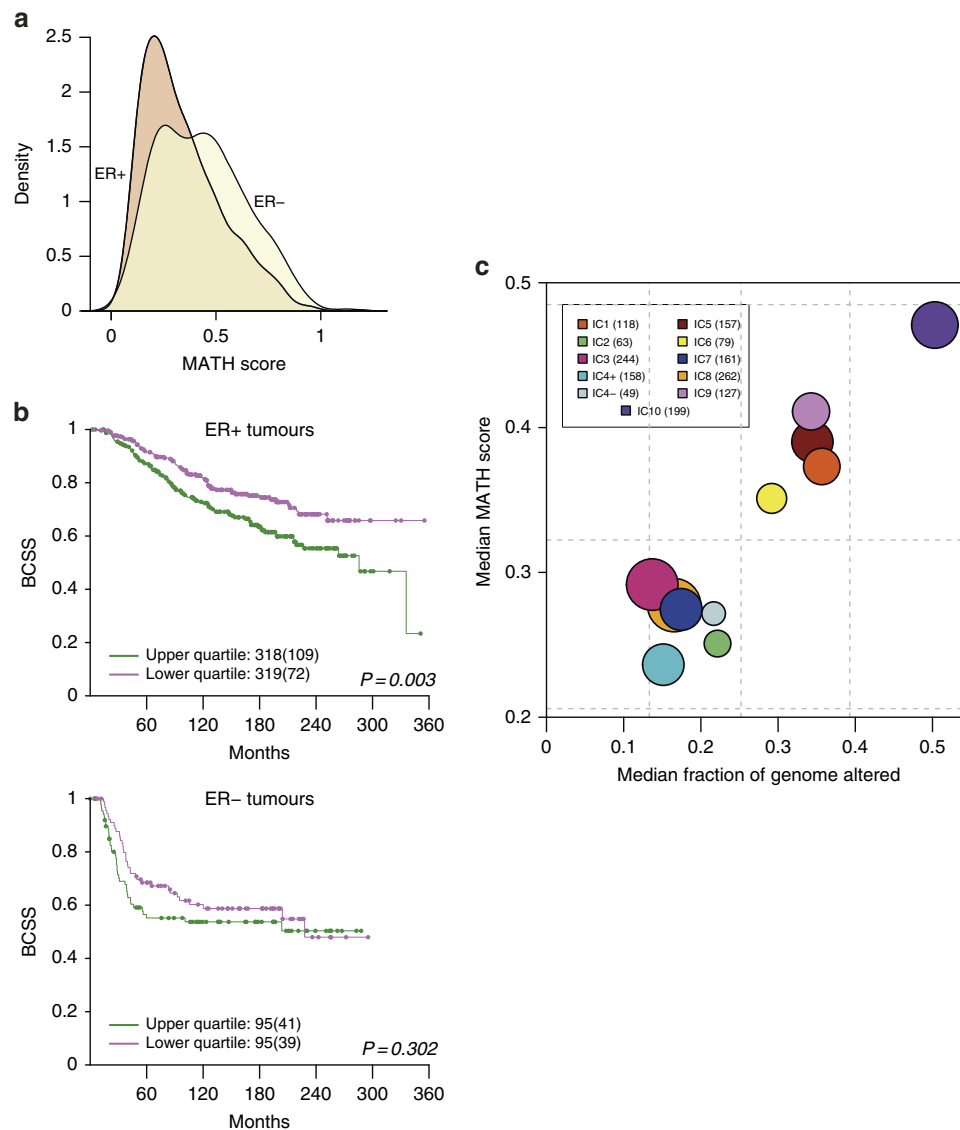 a
2.5
2
1.5
1
0.5
0
Density
ER+
ER−
0
0.5
1
MATH score
b
ER+ tumours
1
0.8
0.6
0.4
0.2
0
BCSS
Upper quartile: 318(109)
Lower quartile: 319(72)
P = 0.003
60 120 180 240 300 360
Months
ER− tumours
1
0.8
0.6
0.4
0.2
0
BCSS
Upper quartile: 95(41)
Lower quartile: 95(39)
P = 0.302
60 120 180 240 300 360
Months
c
0.5
0.4
0.3
0.2
Median MATH score
IC1 (118) IC5 (157)
IC2 (63) IC6 (79)
IC3 (244) IC7 (161)
IC4+ (158) IC8 (262)
IC4− (49) IC9 (127)
IC10 (199)
0 0.1 0.2 0.3 0.4 0.5
Median fraction of genome altered